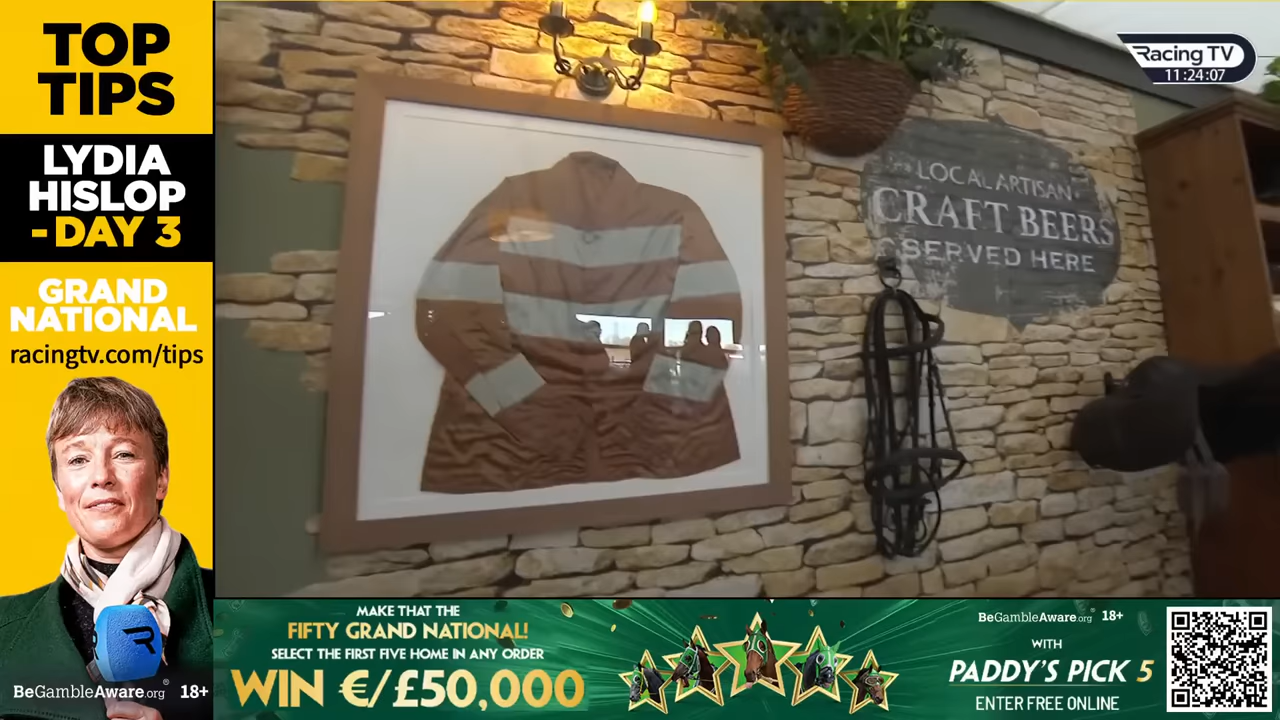 TOP
TIPS
LYDIA
HISLOP
- DAY 3
GRAND
NATIONAL
racingtv.com/tips
BeGambleAware.org® 18+
Racing TV
11:24:07
LOCAL ARTISAN
CRAFT BEERS
SERVED HERE
MAKE THAT THE
FIFTY GRAND NATIONAL!
SELECT THE FIRST FIVE HOME IN ANY ORDER
WIN €/£50,000
BeGambleAware.org® 18+
WITH
PADDY'S PICK 5
ENTER FREE ONLINE